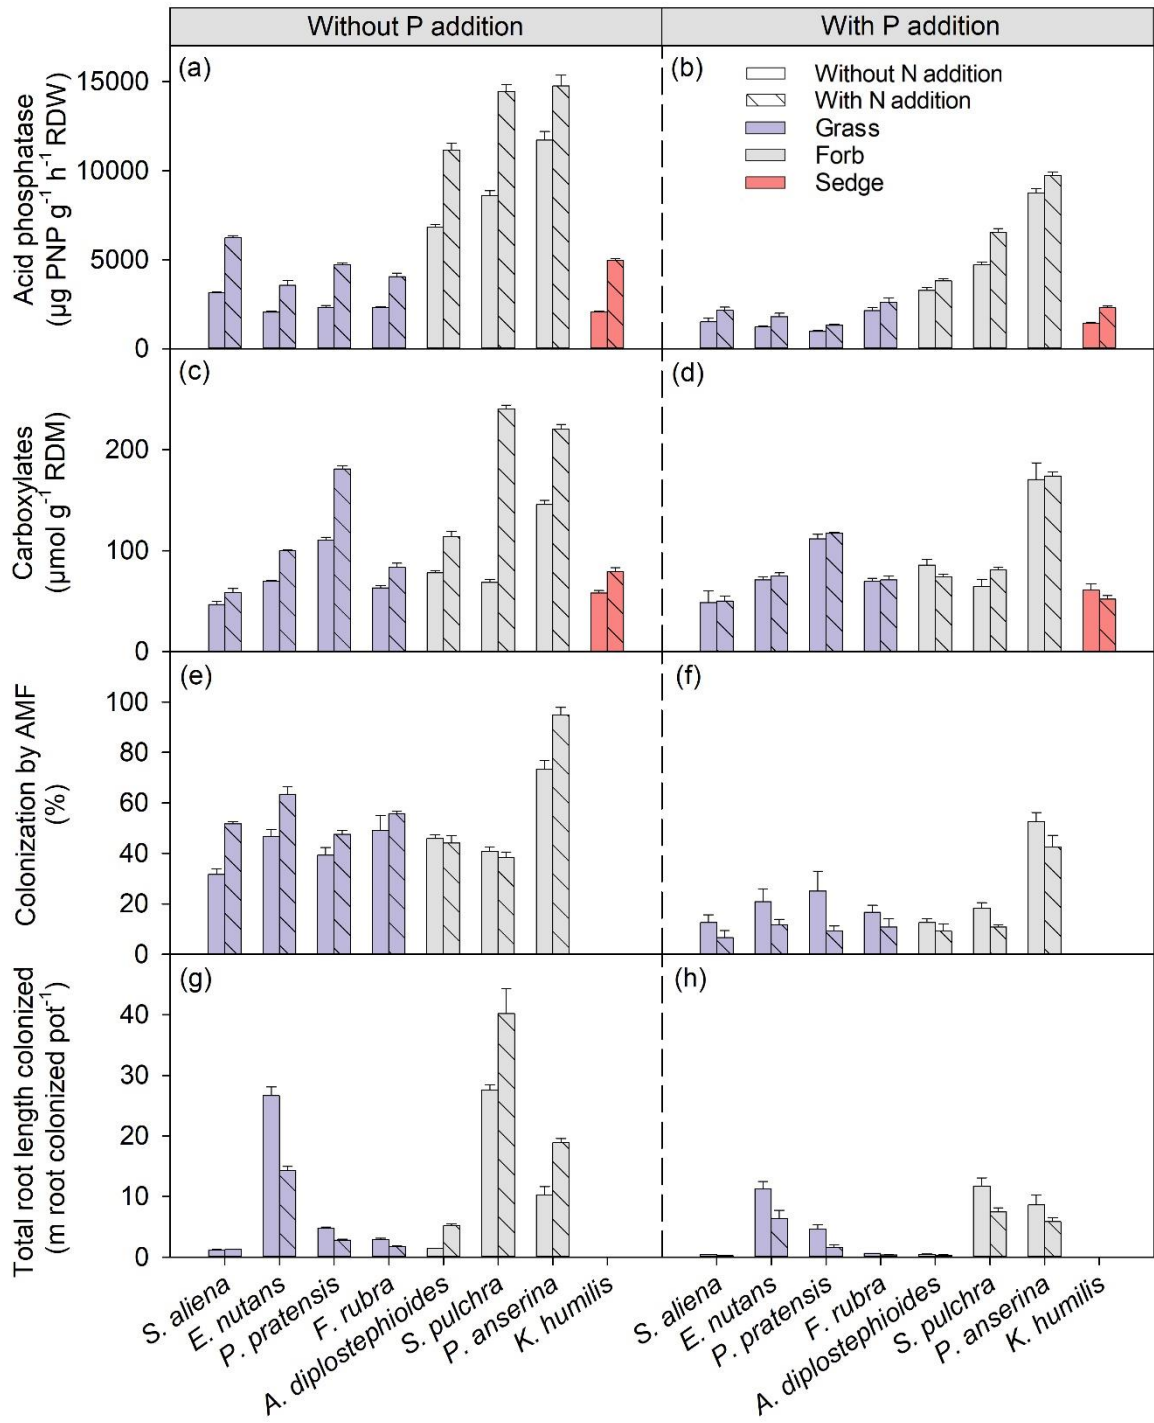 Without P addition
With P addition
(a)
(b)
Without N addition
With N addition
Grass
Forb
Sedge
Acid phosphatase
(µg PNP g⁻¹ h⁻¹ RDW)
15000
10000
5000
0
(c)
(d)
Carboxylates
(µmol g⁻¹ RDM)
200
100
0
(e)
(f)
Colonization by AMF
(%)
100
80
60
40
20
0
(g)
(h)
Total root length colonized
(m root colonized pot⁻¹)
40
30
20
10
0
S. aliena
E. nutans
P. pratensis
F. rubra
A. diplostephioides
S. pulchra
P. anserina
K. humilis
S. aliena
E. nutans
P. pratensis
F. rubra
A. diplostephioides
S. pulchra
P. anserina
K. humilis